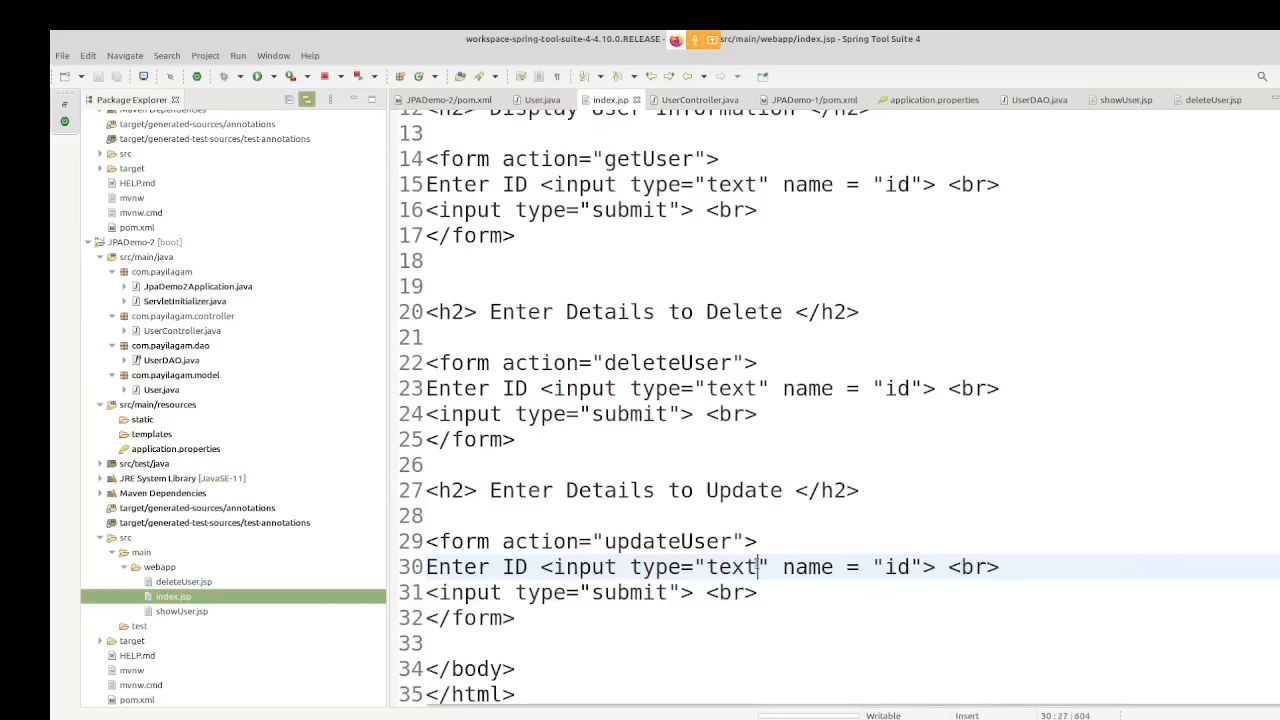 workspace-spring-tool-suite-4-4.10.0.RELEASE - src/main/webapp/index.jsp - Spring Tool Suite 4
File Edit Navigate Search Project Run Window Help
Package Explorer
JPADemo-2/pom.xml User.java index.jsp UserController.java JPADemo-1/pom.xml application.properties UserDAO.java showUser.jsp deleteUser.jsp
target/generated-sources/annotations
target/generated-test-sources/test-annotations
src
target
HELP.md
mvnw
mvnw.cmd
pom.xml
JPADemo-2 [boot]
src/main/java
com.payilagam
JpaDemo2Application.java
ServletInitializer.java
com.payilagam.controller
UserController.java
com.payilagam.dao
UserDAO.java
com.payilagam.model
User.java
src/main/resources
static
templates
application.properties
src/test/java
JRE System Library [JavaSE-11]
Maven Dependencies
target/generated-sources/annotations
target/generated-test-sources/test-annotations
src
main
webapp
deleteUser.jsp
index.jsp
showUser.jsp
test
target
HELP.md
mvnw
mvnw.cmd
pom.xml
12 <h2> Display User Information </h2>
13
14 <form action="getUser">
15 Enter ID <input type="text" name = "id"> <br>
16 <input type="submit"> <br>
17 </form>
18
19
20 <h2> Enter Details to Delete </h2>
21
22 <form action="deleteUser">
23 Enter ID <input type="text" name = "id"> <br>
24 <input type="submit"> <br>
25 </form>
26
27 <h2> Enter Details to Update </h2>
28
29 <form action="updateUser">
30 Enter ID <input type="text" name = "id"> <br>
31 <input type="submit"> <br>
32 </form>
33
34 </body>
35 </html>
Writable Insert 30 : 27 : 604